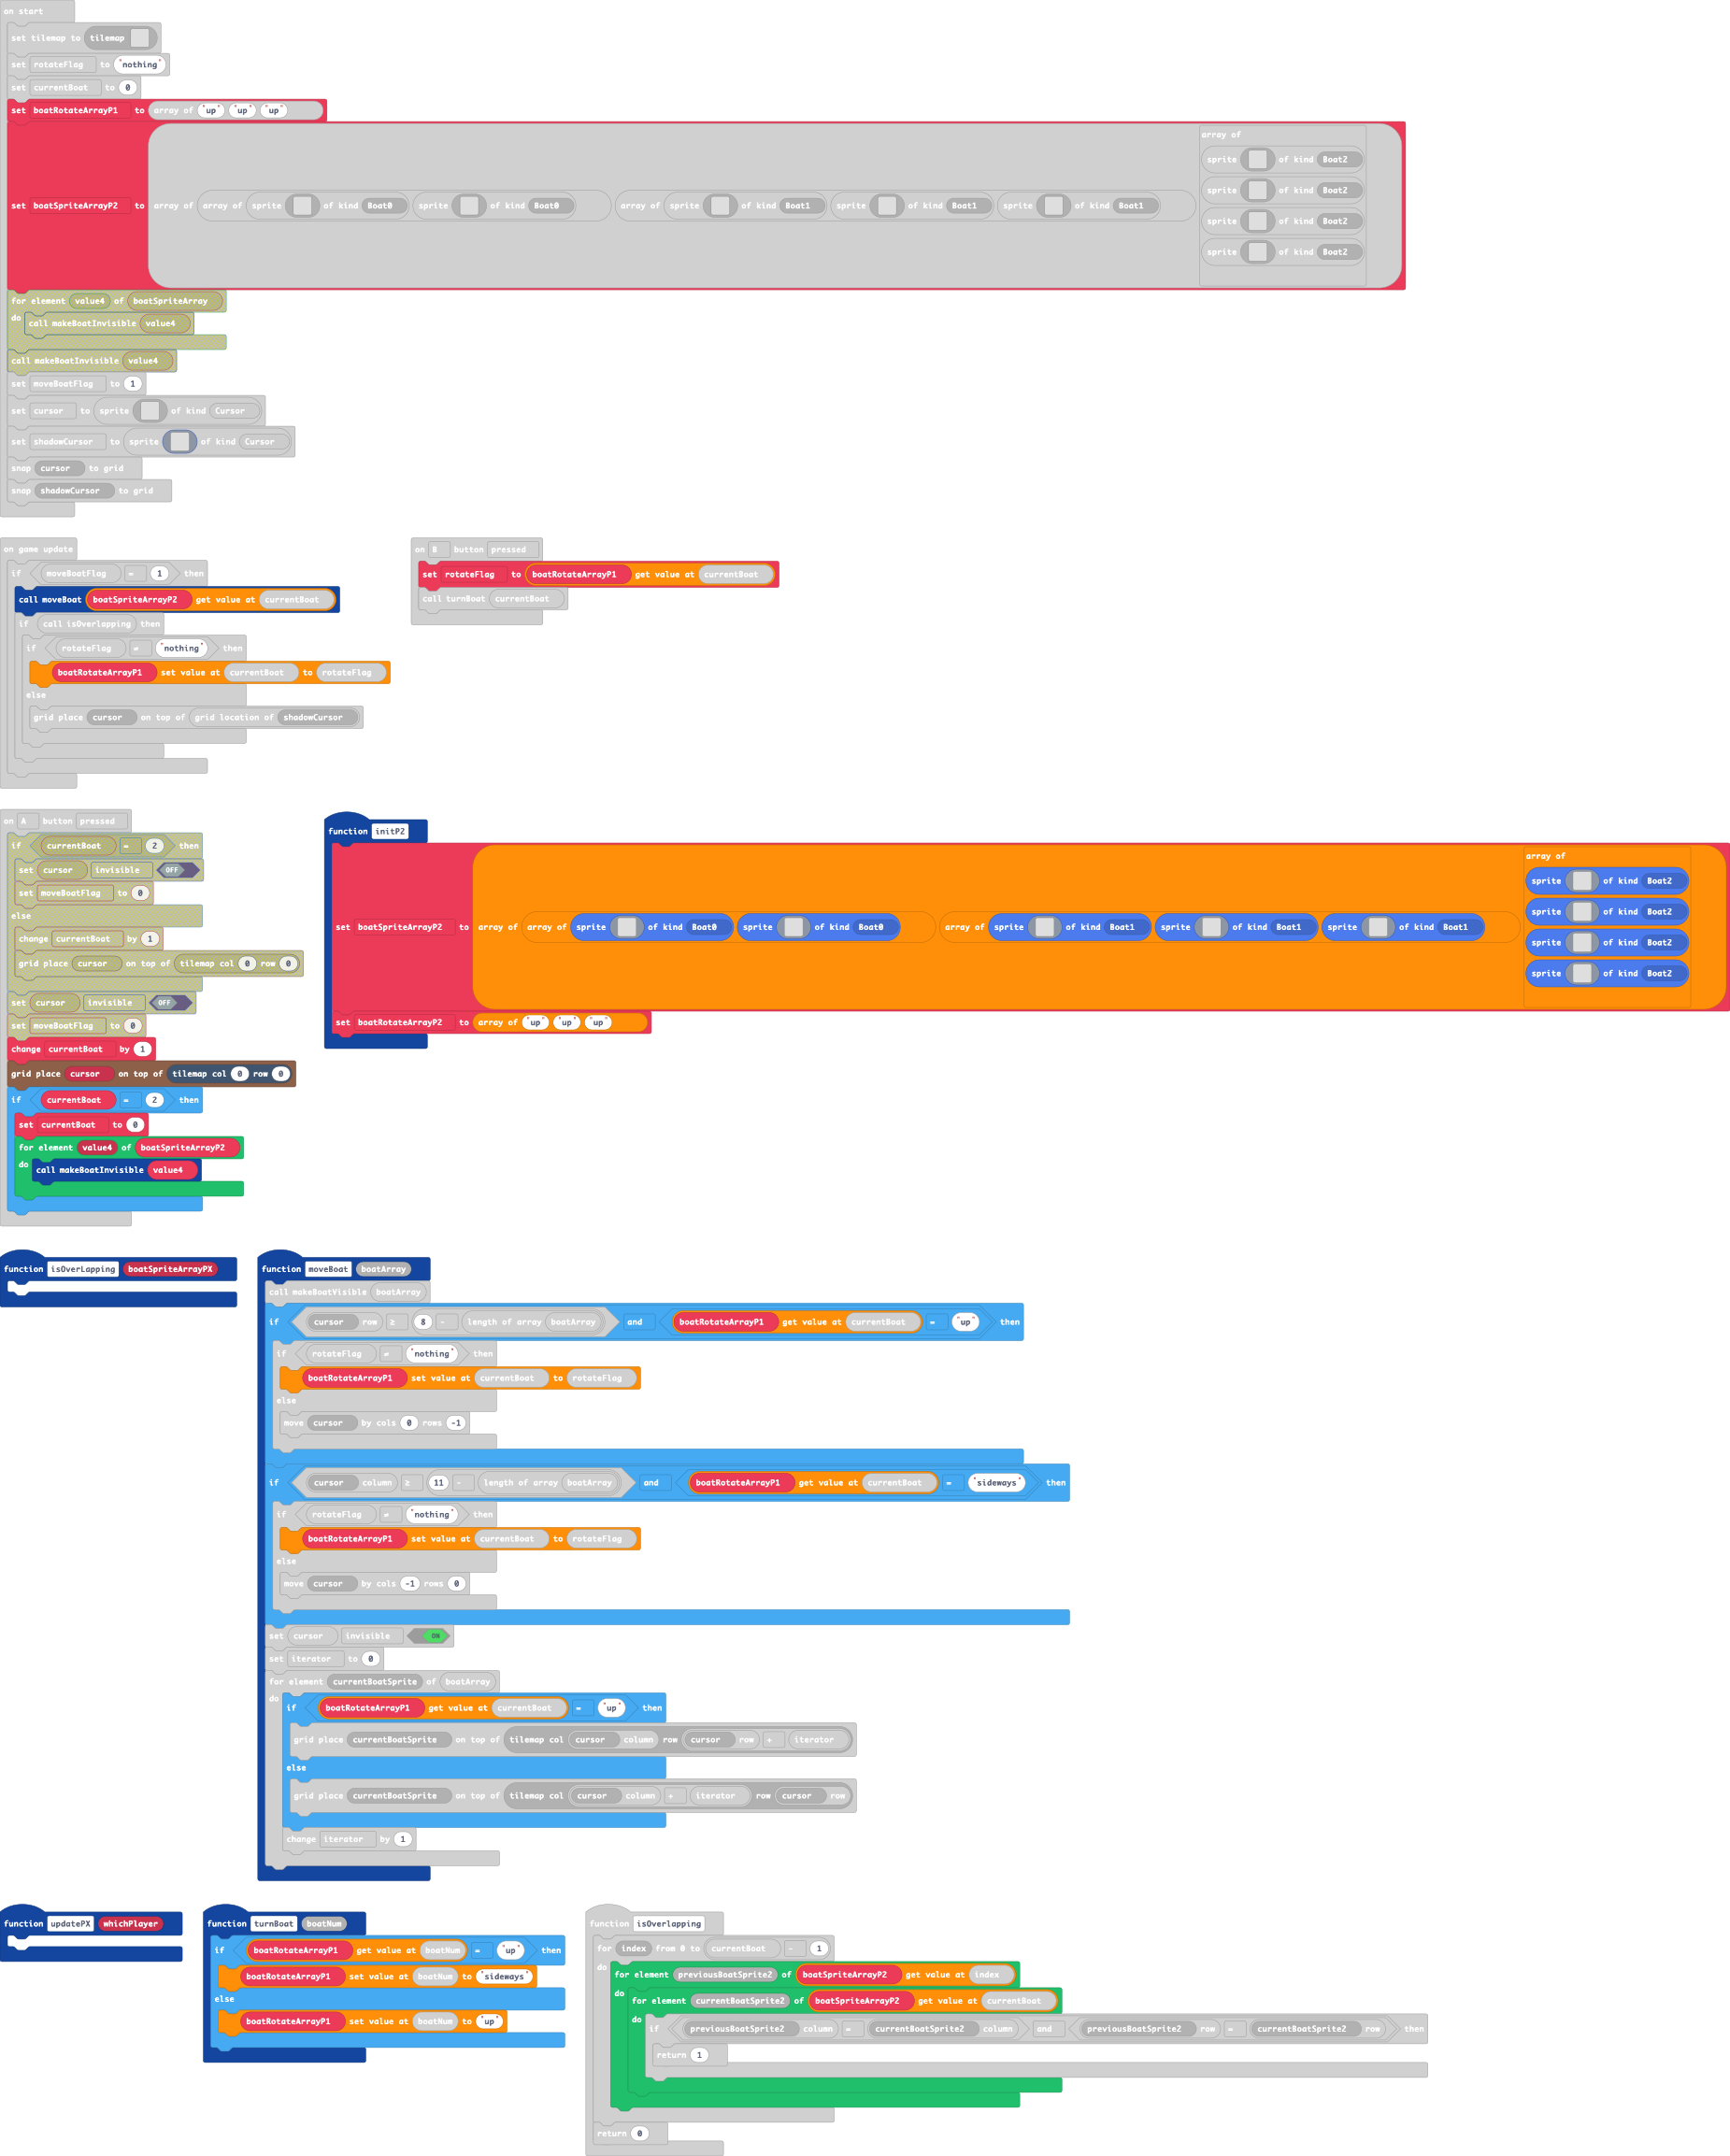 on start
set tilemap to tilemap
set rotateFlag to "nothing"
set currentBoat to 0
set boatRotateArrayP1 to array of "up" "up" "up"
array of
sprite of kind Boat2
sprite of kind Boat2
set boatSpriteArrayP2 to array of array of sprite of kind Boat0 sprite of kind Boat0 array of sprite of kind Boat1 sprite of kind Boat1 sprite of kind Boat1
sprite of kind Boat2
sprite of kind Boat2
for element value4 of boatSpriteArray
do call makeBoatInvisible value4
call makeBoatInvisible value4
set moveBoatFlag to 1
set cursor to sprite of kind Cursor
set shadowCursor to sprite of kind Cursor
snap cursor to grid
snap shadowCursor to grid
on game update
if moveBoatFlag = 1 then
call moveBoat boatSpriteArrayP2 get value at currentBoat
if call isOverlapping then
if rotateFlag ≠ "nothing" then
boatRotateArrayP1 set value at currentBoat to rotateFlag
else
grid place cursor on top of grid location of shadowCursor
on B button pressed
set rotateFlag to boatRotateArrayP1 get value at currentBoat
call turnBoat currentBoat
on A button pressed
if currentBoat = 2 then
set cursor invisible OFF
set moveBoatFlag to 0
else
change currentBoat by 1
grid place cursor on top of tilemap col 0 row 0
set cursor invisible OFF
set moveBoatFlag to 0
change currentBoat by 1
grid place cursor on top of tilemap col 0 row 0
if currentBoat = 2 then
set currentBoat to 0
for element value4 of boatSpriteArrayP2
do call makeBoatInvisible value4
function initP2
array of
sprite of kind Boat2
sprite of kind Boat2
set boatSpriteArrayP2 to array of array of sprite of kind Boat0 sprite of kind Boat0 array of sprite of kind Boat1 sprite of kind Boat1 sprite of kind Boat1
sprite of kind Boat2
sprite of kind Boat2
set boatRotateArrayP2 to array of "up" "up" "up"
function isOverLapping boatSpriteArrayPX
function moveBoat boatArray
call makeBoatVisible boatArray
if cursor row ≥ 8 - length of array boatArray and boatRotateArrayP1 get value at currentBoat = "up" then
if rotateFlag ≠ "nothing" then
boatRotateArrayP1 set value at currentBoat to rotateFlag
else
move cursor by cols 0 rows -1
if cursor column ≥ 11 - length of array boatArray and boatRotateArrayP1 get value at currentBoat = "sideways" then
if rotateFlag ≠ "nothing" then
boatRotateArrayP1 set value at currentBoat to rotateFlag
else
move cursor by cols -1 rows 0
set cursor invisible ON
set iterator to 0
for element currentBoatSprite of boatArray
do if boatRotateArrayP1 get value at currentBoat = "up" then
grid place currentBoatSprite on top of tilemap col cursor column row cursor row + iterator
else
grid place currentBoatSprite on top of tilemap col cursor column + iterator row cursor row
change iterator by 1
function updatePX whichPlayer
function turnBoat boatNum
if boatRotateArrayP1 get value at boatNum = "up" then
boatRotateArrayP1 set value at boatNum to "sideways"
else
boatRotateArrayP1 set value at boatNum to "up"
function isOverlapping
for index from 0 to currentBoat - 1
do for element previousBoatSprite2 of boatSpriteArrayP2 get value at index
do for element currentBoatSprite2 of boatSpriteArrayP2 get value at currentBoat
do if previousBoatSprite2 column = currentBoatSprite2 column and previousBoatSprite2 row = currentBoatSprite2 row then
return 1
return 0